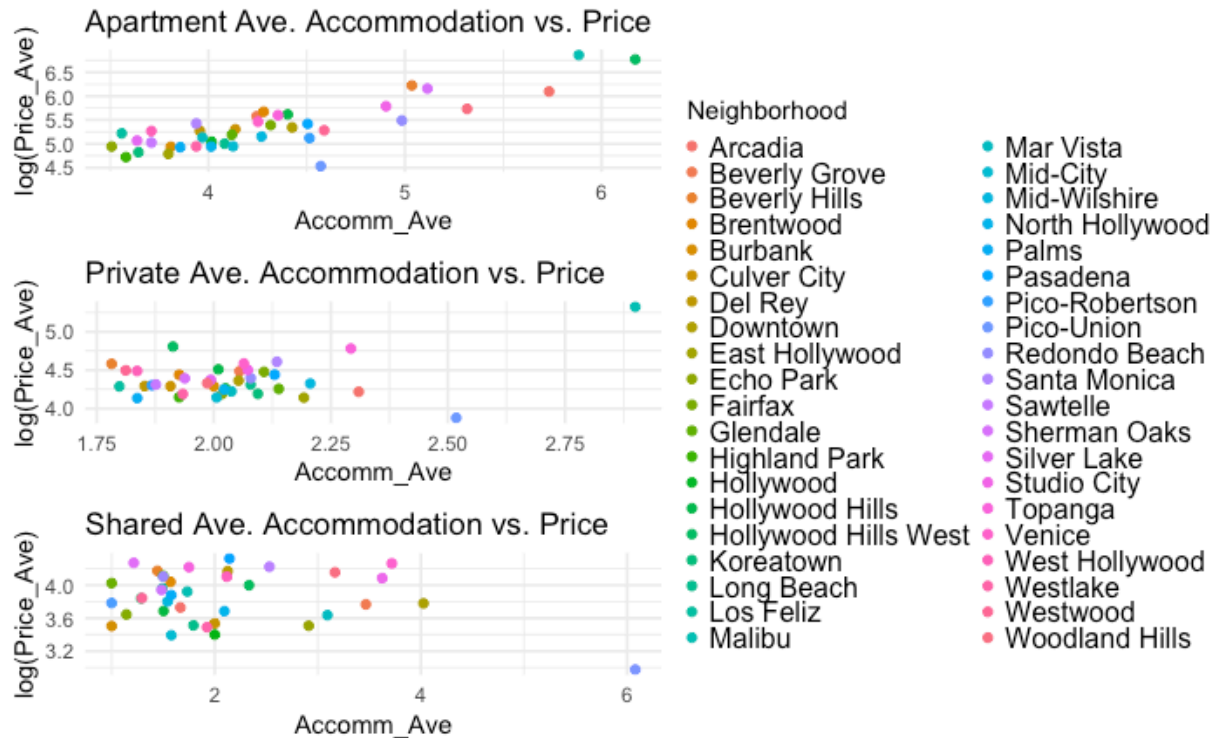 Apartment Ave. Accommodation vs. Price
log(Price_Ave)
6.5
6.0
5.5
5.0
4.5
4
5
6
Accomm_Ave
Private Ave. Accommodation vs. Price
log(Price_Ave)
5.0
4.5
4.0
1.75
2.00
2.25
2.50
2.75
Accomm_Ave
Shared Ave. Accommodation vs. Price
log(Price_Ave)
4.0
3.6
3.2
2
4
6
Accomm_Ave
Neighborhood
Arcadia
Beverly Grove
Beverly Hills
Brentwood
Burbank
Culver City
Del Rey
Downtown
East Hollywood
Echo Park
Fairfax
Glendale
Highland Park
Hollywood
Hollywood Hills
Hollywood Hills West
Koreatown
Long Beach
Los Feliz
Malibu
Mar Vista
Mid-City
Mid-Wilshire
North Hollywood
Palms
Pasadena
Pico-Robertson
Pico-Union
Redondo Beach
Santa Monica
Sawtelle
Sherman Oaks
Silver Lake
Studio City
Topanga
Venice
West Hollywood
Westlake
Westwood
Woodland Hills